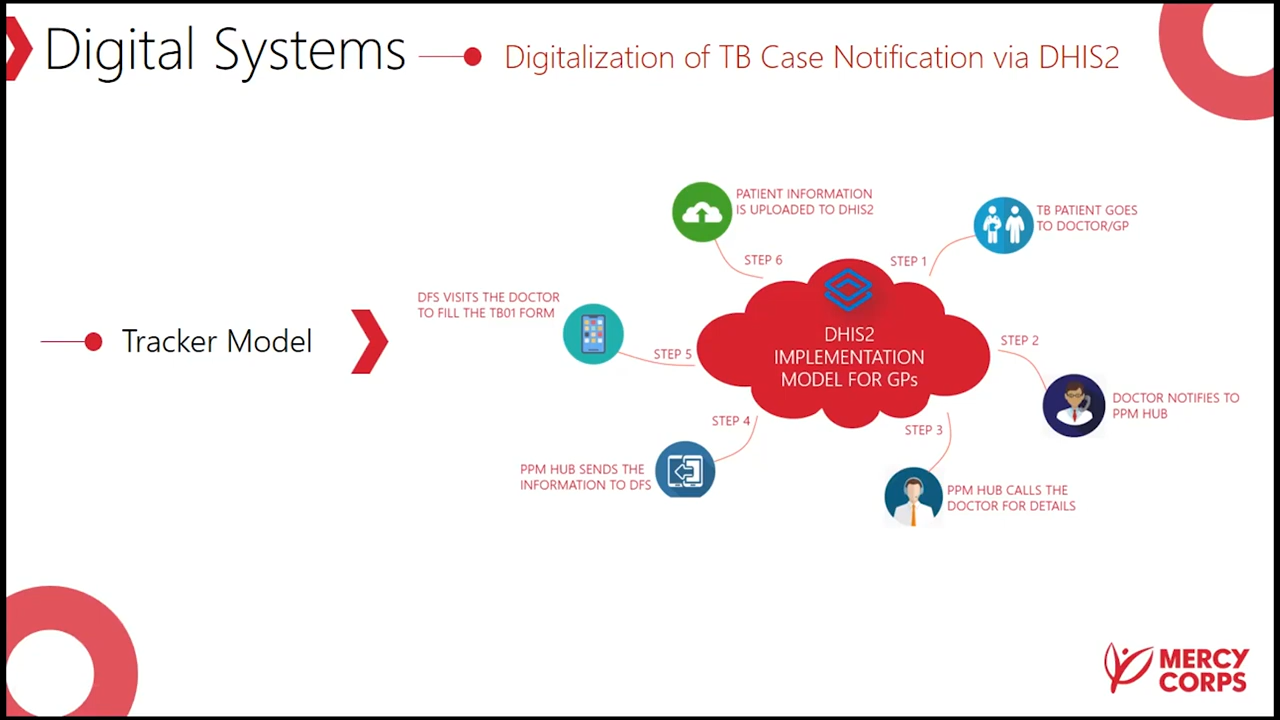 Digital Systems
Digitalization of TB Case Notification via DHIS2
Tracker Model
DHIS2
IMPLEMENTATION
MODEL FOR GPs
STEP 1
TB PATIENT GOES
TO DOCTOR/GP
STEP 2
DOCTOR NOTIFIES TO
PPM HUB
STEP 3
PPM HUB CALLS THE
DOCTOR FOR DETAILS
STEP 4
PPM HUB SENDS THE
INFORMATION TO DFS
STEP 5
DFS VISITS THE DOCTOR
TO FILL THE TB01 FORM
STEP 6
PATIENT INFORMATION
IS UPLOADED TO DHIS2
MERCY
CORPS